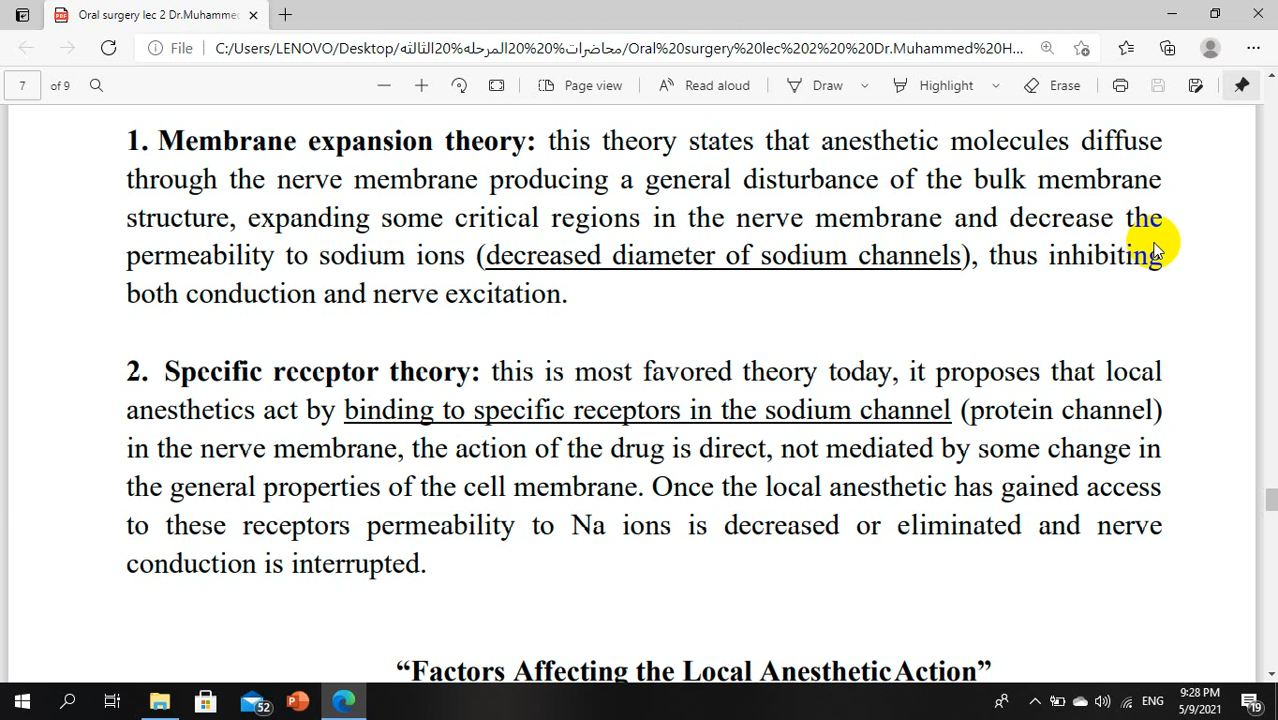 Oral surgery lec 2 Dr.Muhammed
File C:/Users/LENOVO/Desktop/محاضرات%20%20المرحله%20الثالثه/Oral%20surgery%20lec%202%20%20Dr.Muhammed%20H...
7 of 9 Page view Read aloud Draw Highlight Erase
1. Membrane expansion theory: this theory states that anesthetic molecules diffuse
through the nerve membrane producing a general disturbance of the bulk membrane
structure, expanding some critical regions in the nerve membrane and decrease the
permeability to sodium ions (decreased diameter of sodium channels), thus inhibiting
both conduction and nerve excitation.
2. Specific receptor theory: this is most favored theory today, it proposes that local
anesthetics act by binding to specific receptors in the sodium channel (protein channel)
in the nerve membrane, the action of the drug is direct, not mediated by some change in
the general properties of the cell membrane. Once the local anesthetic has gained access
to these receptors permeability to Na ions is decreased or eliminated and nerve
conduction is interrupted.
“Factors Affecting the Local Anesthetic Action”
52 ENG 9:28 PM
5/9/2021 19